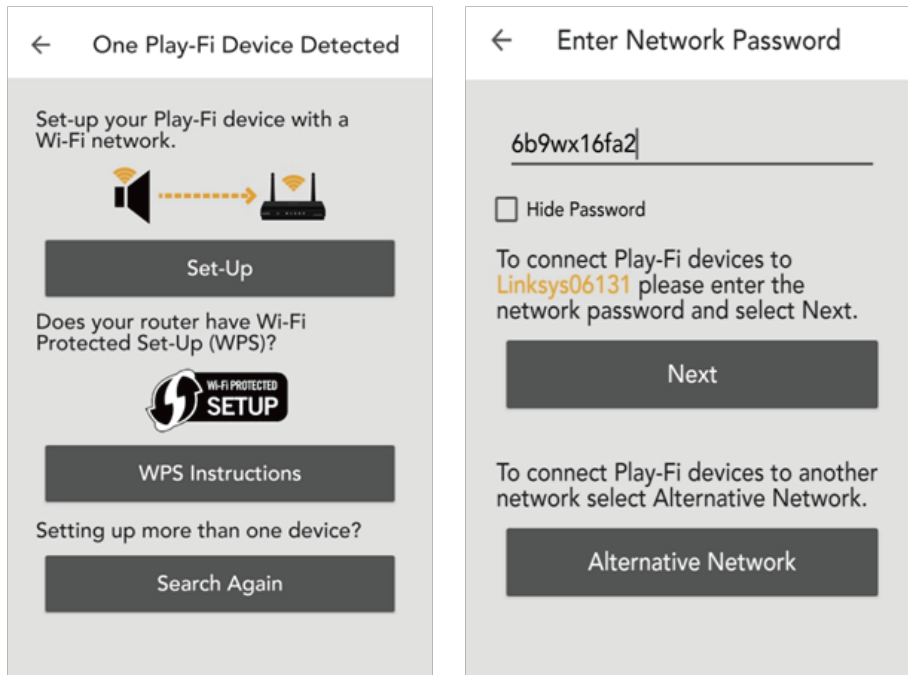 One Play-Fi Device Detected
Set-up your Play-Fi device with a
Wi-Fi network.
Set-Up
Does your router have Wi-Fi
Protected Set-Up (WPS)?
Wi-Fi PROTECTED
SETUP
WPS Instructions
Setting up more than one device?
Search Again
Enter Network Password
6b9wx16fa2
Hide Password
To connect Play-Fi devices to
Linksys06131 please enter the
network password and select Next.
Next
To connect Play-Fi devices to another
network select Alternative Network.
Alternative Network